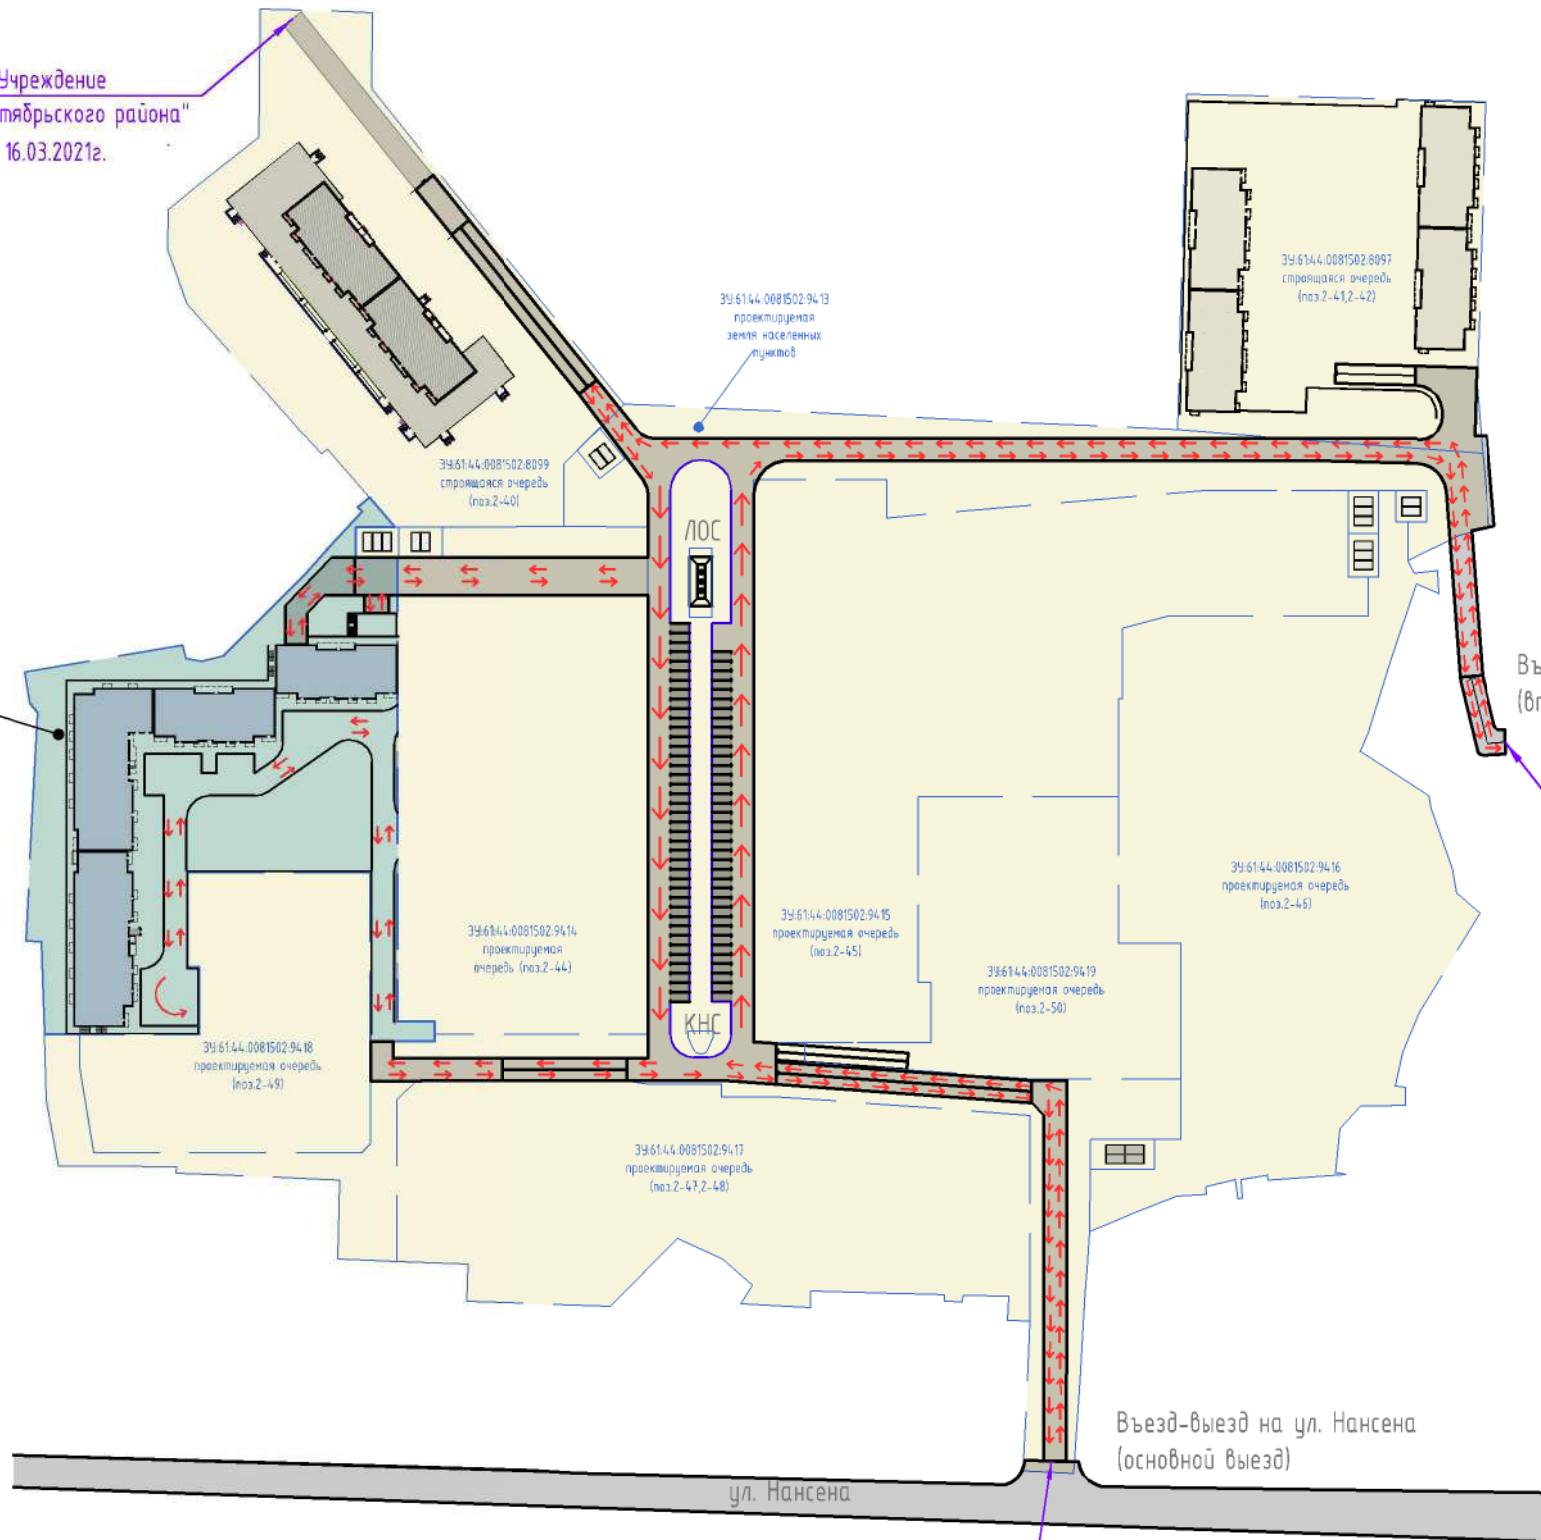 Учреждение
тябрьского района"
16.03.2021г.
ЗУ:61:44:0081502:8097
строящаяся очередь
(поз.2-41,2-42)
ЗУ:61:44:0081502:9413
проектируемая
земля населенных
пунктов
ЗУ:61:44:0081502:8099
строящаяся очередь
(поз.2-40)
ЛОС
Въ
(вт
ЗУ:61:44:0081502:9416
проектируемая очередь
(поз.2-46)
ЗУ:61:44:0081502:9415
проектируемая очередь
(поз.2-45)
ЗУ:61:44:0081502:9414
проектируемая
очередь (поз.2-44)
ЗУ:61:44:0081502:9419
проектируемая очередь
(поз.2-50)
КНС
ЗУ:61:44:0081502:9418
проектируемая очередь
(поз.2-49)
ЗУ:61:44:0081502:9417
проектируемая очередь
(поз.2-47,2-48)
Въезд-выезд на ул. Нансена
(основной выезд)
ул. Нансена